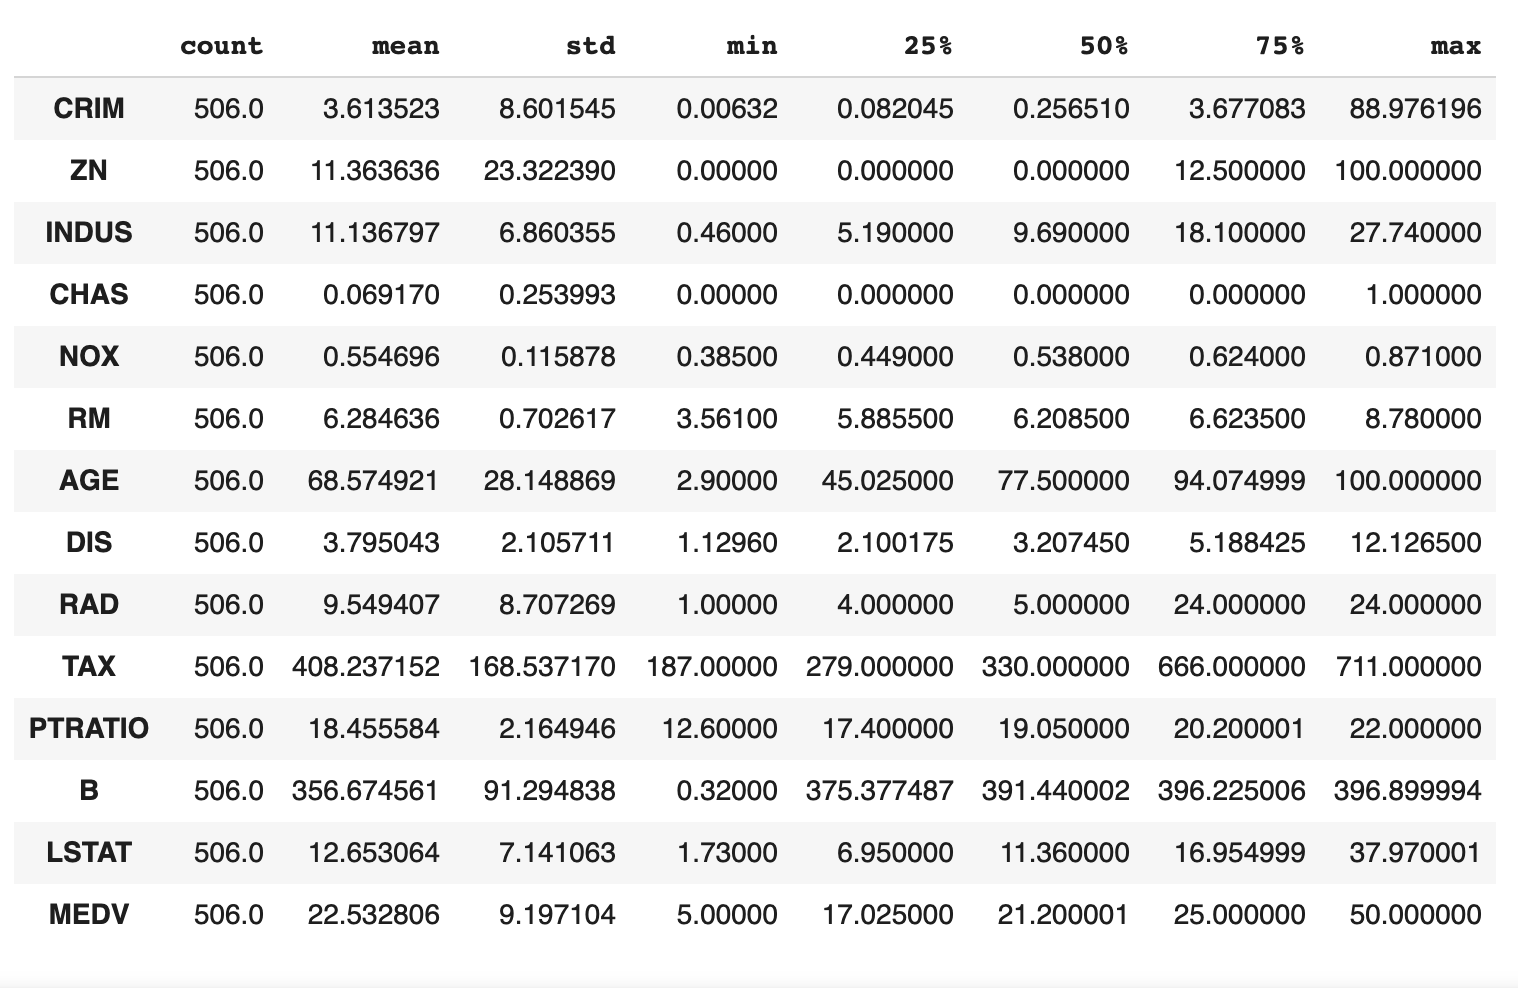 count mean std min 25% 50% 75% max
CRIM 506.0 3.613523 8.601545 0.00632 0.082045 0.256510 3.677083 88.976196
ZN 506.0 11.363636 23.322390 0.00000 0.000000 0.000000 12.500000 100.000000
INDUS 506.0 11.136797 6.860355 0.46000 5.190000 9.690000 18.100000 27.740000
CHAS 506.0 0.069170 0.253993 0.00000 0.000000 0.000000 0.000000 1.000000
NOX 506.0 0.554696 0.115878 0.38500 0.449000 0.538000 0.624000 0.871000
RM 506.0 6.284636 0.702617 3.56100 5.885500 6.208500 6.623500 8.780000
AGE 506.0 68.574921 28.148869 2.90000 45.025000 77.500000 94.074999 100.000000
DIS 506.0 3.795043 2.105711 1.12960 2.100175 3.207450 5.188425 12.126500
RAD 506.0 9.549407 8.707269 1.00000 4.000000 5.000000 24.000000 24.000000
TAX 506.0 408.237152 168.537170 187.00000 279.000000 330.000000 666.000000 711.000000
PTRATIO 506.0 18.455584 2.164946 12.60000 17.400000 19.050000 20.200001 22.000000
B 506.0 356.674561 91.294838 0.32000 375.377487 391.440002 396.225006 396.899994
LSTAT 506.0 12.653064 7.141063 1.73000 6.950000 11.360000 16.954999 37.970001
MEDV 506.0 22.532806 9.197104 5.00000 17.025000 21.200001 25.000000 50.000000